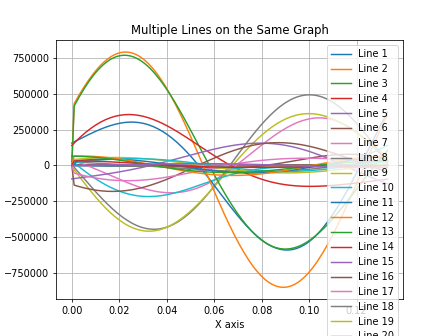 Multiple Lines on the Same Graph
750000
500000
250000
0
−250000
−500000
−750000
0.00
0.02
0.04
0.06
0.08
0.10
X axis
Line 1
Line 2
Line 3
Line 4
Line 5
Line 6
Line 7
Line 8
Line 9
Line 10
Line 11
Line 12
Line 13
Line 14
Line 15
Line 16
Line 17
Line 18
Line 19
Line 20